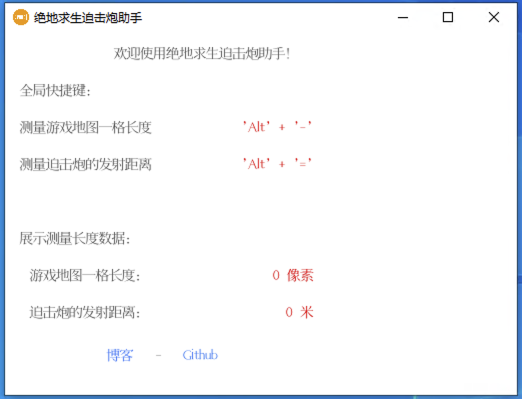 绝地求生迫击炮助手
欢迎使用绝地求生迫击炮助手!
全局快捷键:
测量游戏地图一格长度 'Alt' + '-'
测量迫击炮的发射距离 'Alt' + '='
展示测量长度数据:
游戏地图一格长度: 0 像素
迫击炮的发射距离: 0 米
博客 - Github